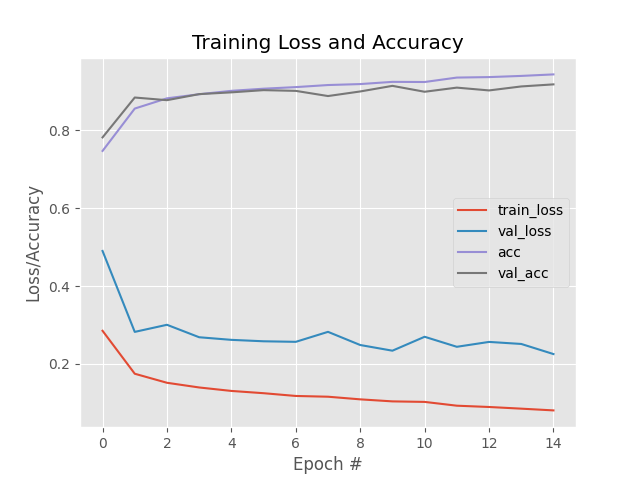 Training Loss and Accuracy
Loss/Accuracy
0.8
0.6
0.4
0.2
train_loss
val_loss
acc
val_acc
0 2 4 6 8 10 12 14
Epoch #